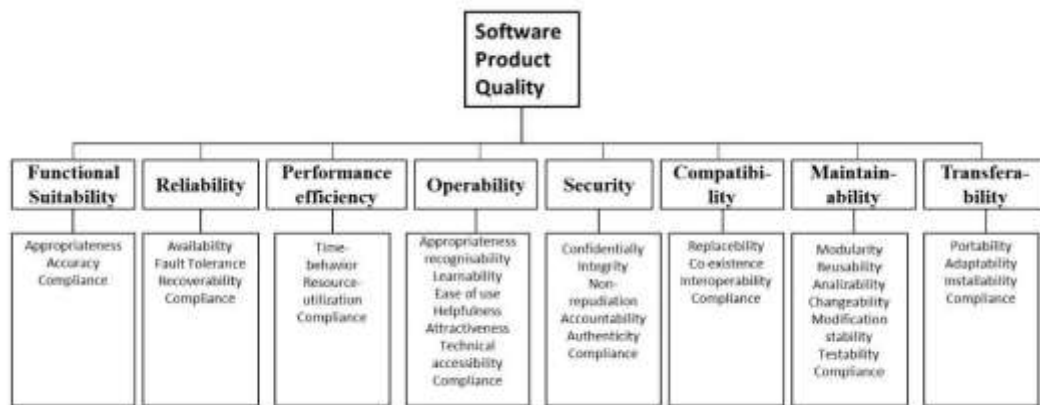 Software
Product
Quality
Functional
Suitability
Reliability
Performance
efficiency
Operability
Security
Compatibi-
lity
Maintain-
ability
Transfera-
bility
Appropriateness
Accuracy
Compliance
Availability
Fault Tolerance
Recoverability
Compliance
Time-
behavior
Resource-
utilization
Compliance
Appropriateness
recognisability
Learnability
Ease of use
Helpfulness
Attractiveness
Technical
accessibility
Compliance
Confidentially
Integrity
Non-
repudiation
Accountability
Authenticity
Compliance
Replacebility
Co-existence
Interoperability
Compliance
Modularity
Reusability
Analizability
Changeability
Modification
stability
Testability
Compliance
Portability
Adaptability
Installability
Compliance